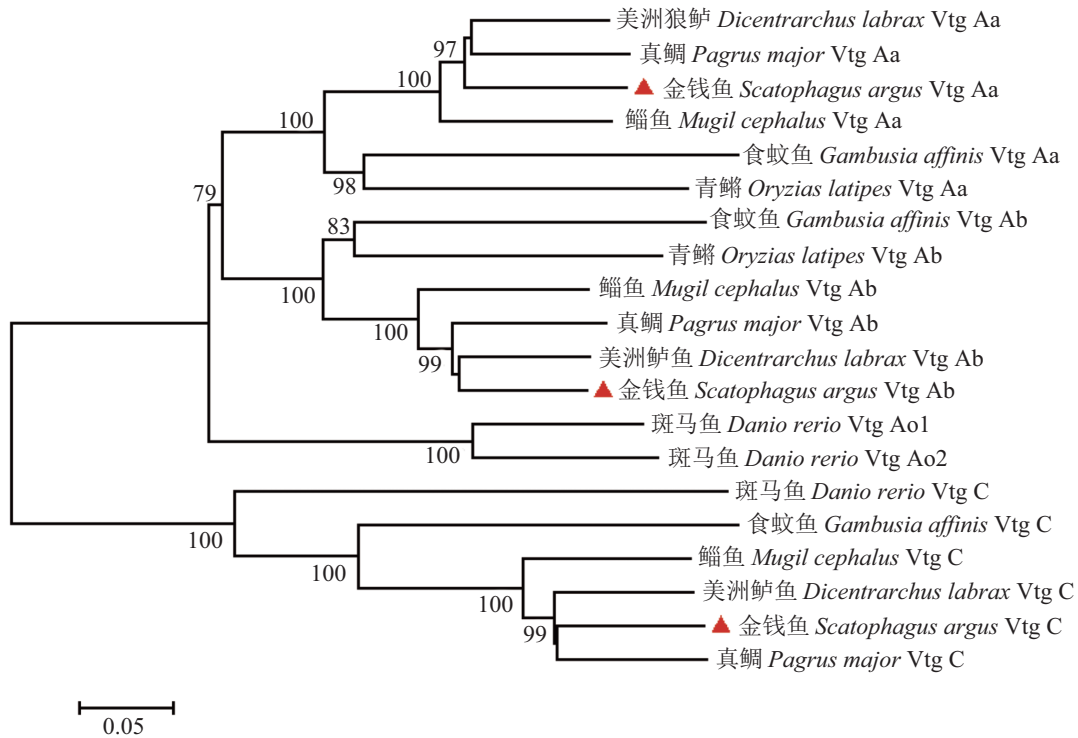 美洲狼鲈 Dicentrarchus labrax Vtg Aa
97
真鲷 Pagrus major Vtg Aa
100
金钱鱼 Scatophagus argus Vtg Aa
鲻鱼 Mugil cephalus Vtg Aa
100
食蚊鱼 Gambusia affinis Vtg Aa
98
青鳉 Oryzias latipes Vtg Aa
79
食蚊鱼 Gambusia affinis Vtg Ab
83
青鳉 Oryzias latipes Vtg Ab
100
鲻鱼 Mugil cephalus Vtg Ab
100
真鲷 Pagrus major Vtg Ab
99
美洲鲈鱼 Dicentrarchus labrax Vtg Ab
金钱鱼 Scatophagus argus Vtg Ab
斑马鱼 Danio rerio Vtg Ao1
100
斑马鱼 Danio rerio Vtg Ao2
斑马鱼 Danio rerio Vtg C
100
食蚊鱼 Gambusia affinis Vtg C
100
鲻鱼 Mugil cephalus Vtg C
100
美洲鲈鱼 Dicentrarchus labrax Vtg C
99
金钱鱼 Scatophagus argus Vtg C
真鲷 Pagrus major Vtg C
0.05